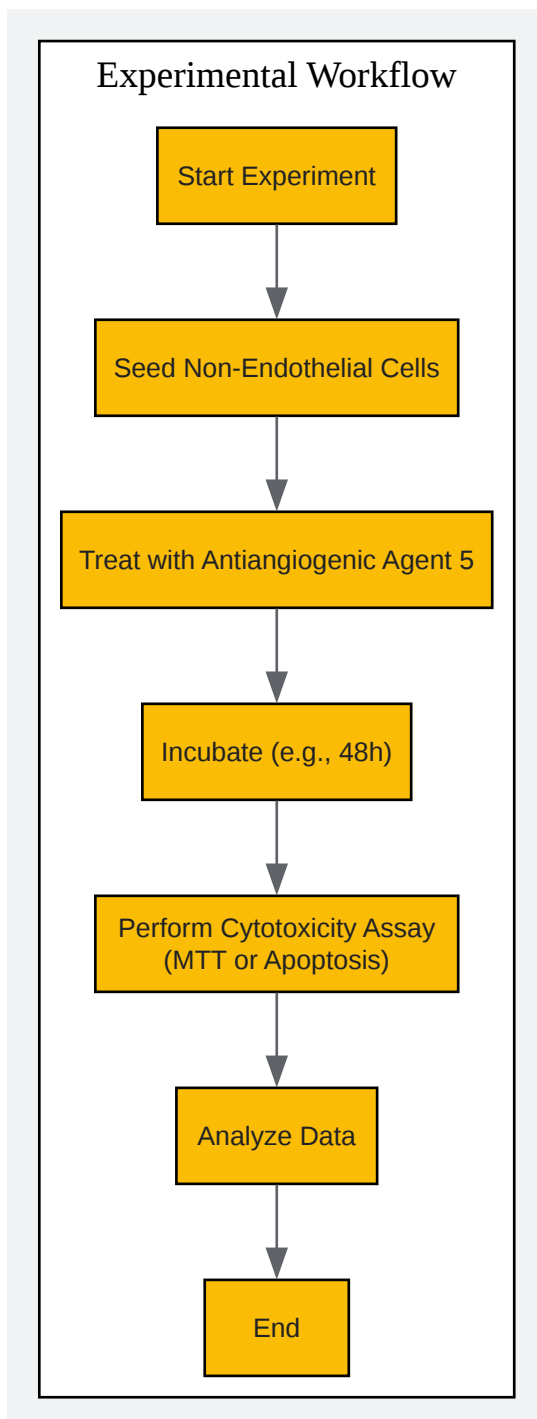 Experimental Workflow
Start Experiment
Seed Non-Endothelial Cells
Treat with Antiangiogenic Agent 5
Incubate (e.g., 48h)
Perform Cytotoxicity Assay
(MTT or Apoptosis)
Analyze Data
End